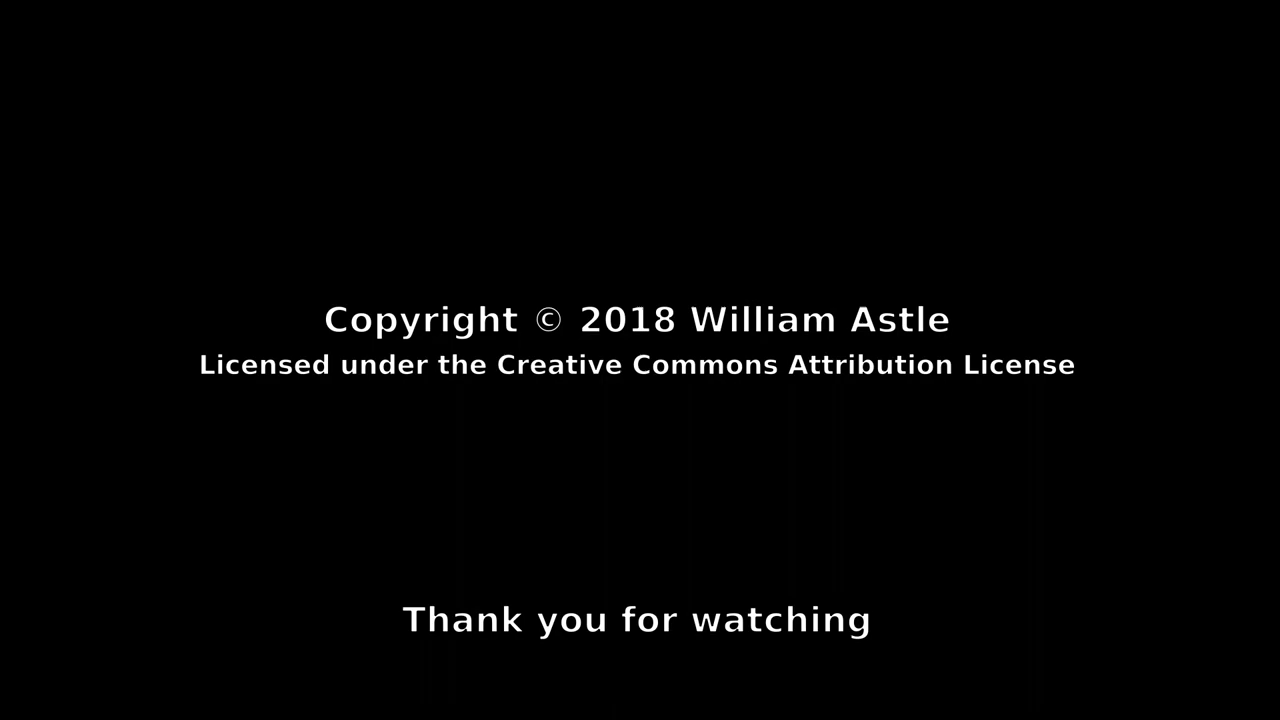 Copyright © 2018 William Astle
Licensed under the Creative Commons Attribution License
Thank you for watching